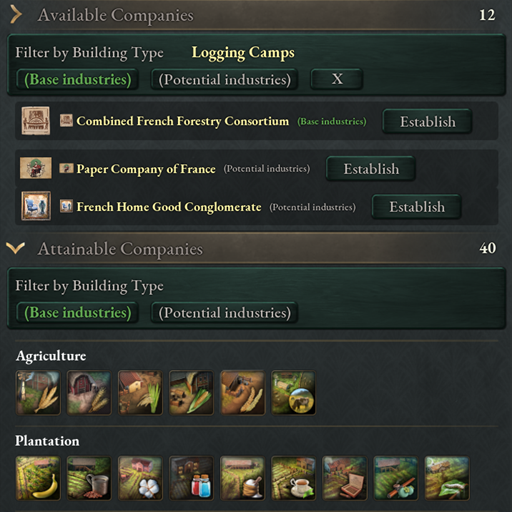 Available Companies 12
Filter by Building Type Logging Camps
(Base industries) (Potential industries) X
Combined French Forestry Consortium (Base industries) Establish
Paper Company of France (Potential industries) Establish
French Home Good Conglomerate (Potential industries) Establish
Attainable Companies 40
Filter by Building Type
(Base industries) (Potential industries)
Agriculture
Plantation